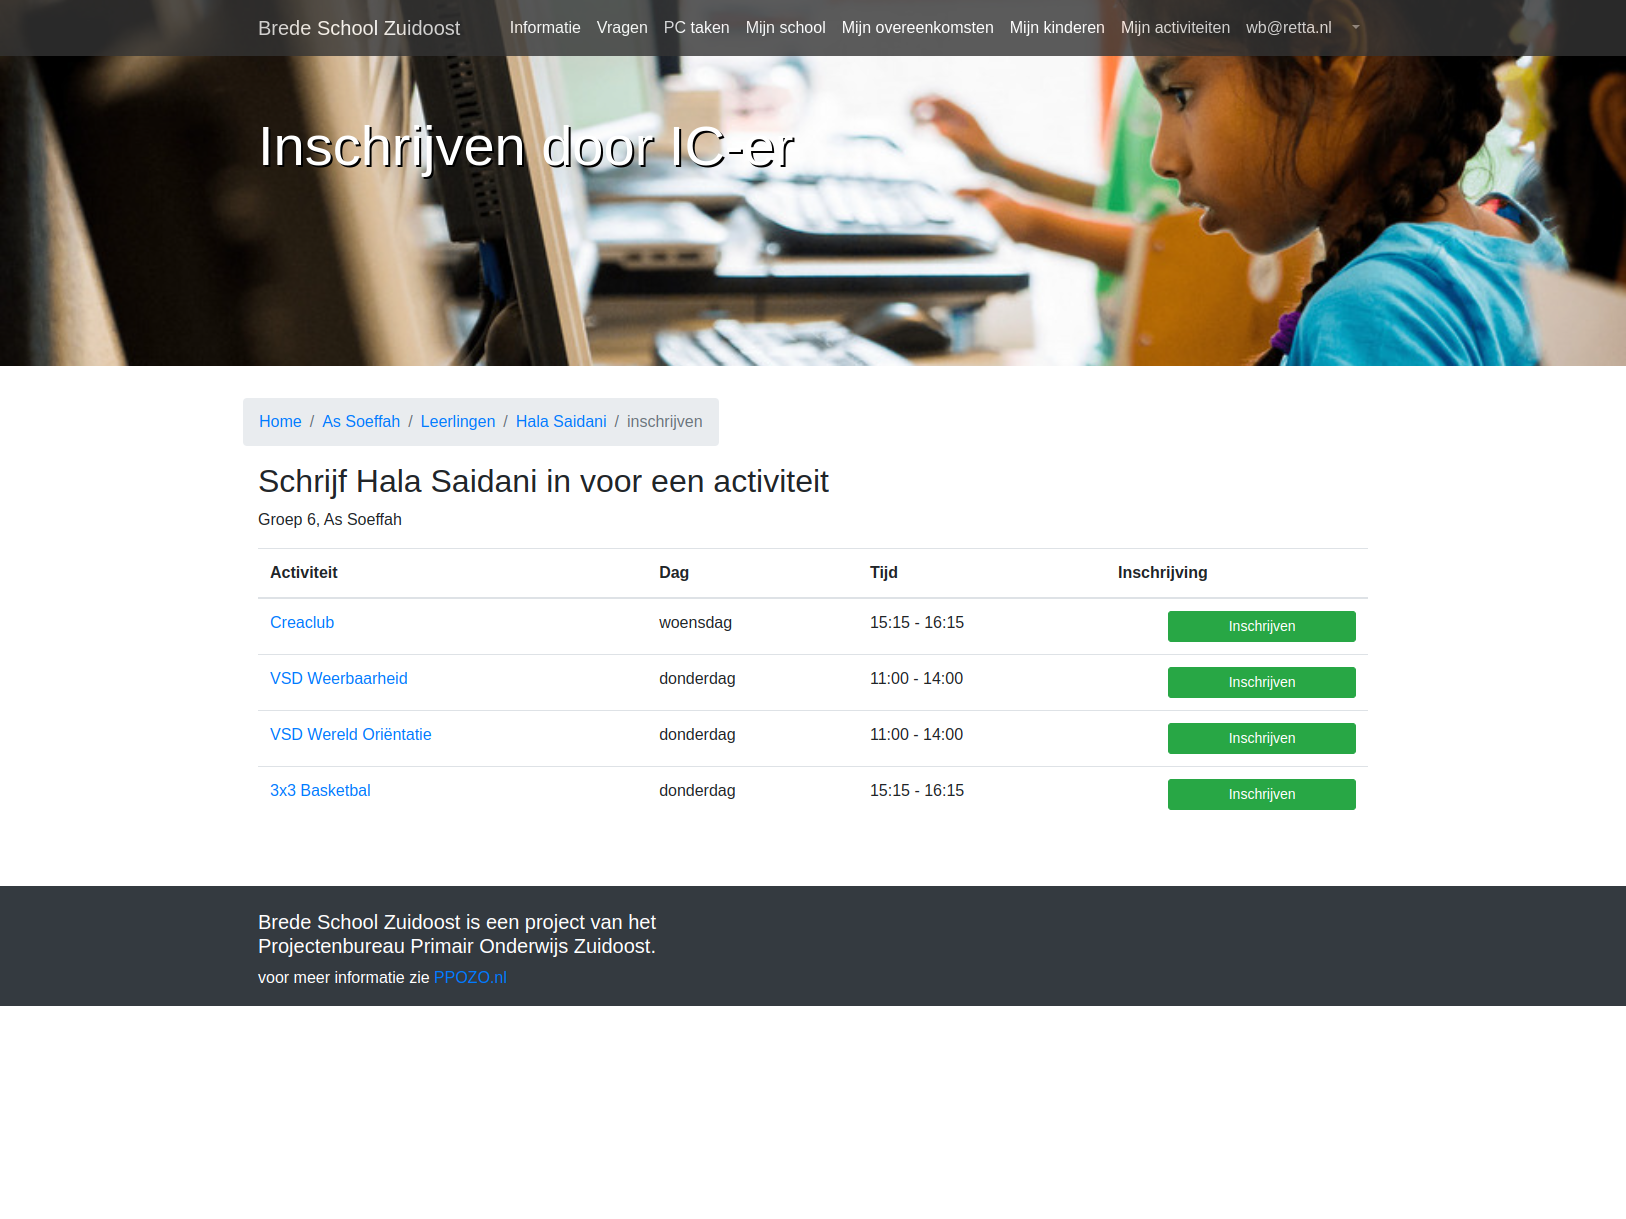 Brede School Zuidoost Informatie Vragen PC taken Mijn school Mijn overeenkomsten Mijn kinderen Mijn activiteiten wb@retta.nl
Inschrijven door IC-er
Home / As Soeffah / Leerlingen / Hala Saidani / inschrijven
Schrijf Hala Saidani in voor een activiteit
Groep 6, As Soeffah
Activiteit Dag Tijd Inschrijving
Creaclub woensdag 15:15 - 16:15 Inschrijven
VSD Weerbaarheid donderdag 11:00 - 14:00 Inschrijven
VSD Wereld Oriëntatie donderdag 11:00 - 14:00 Inschrijven
3x3 Basketbal donderdag 15:15 - 16:15 Inschrijven
Brede School Zuidoost is een project van het
Projectenbureau Primair Onderwijs Zuidoost.
voor meer informatie zie PPOZO.nl